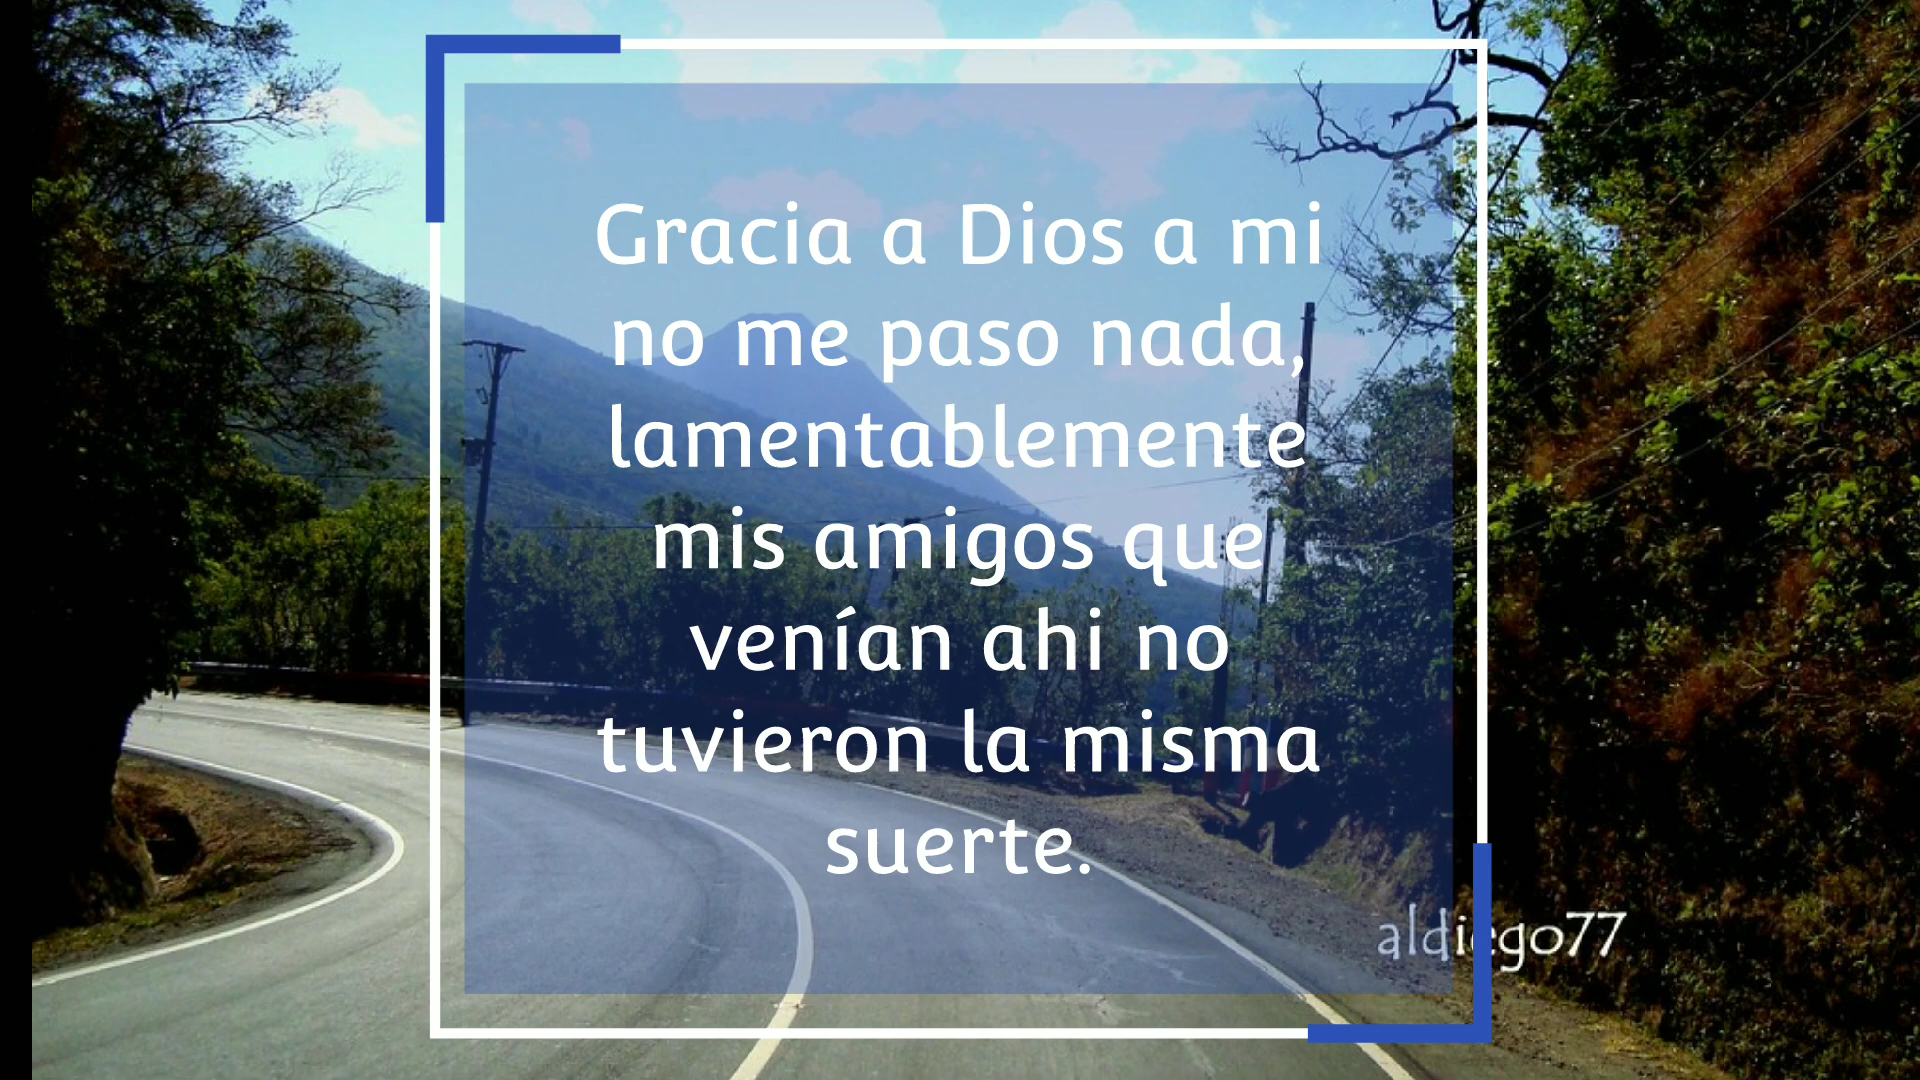 Gracia a Dios a mi
no me paso nada,
lamentablemente
mis amigos que
venían ahi no
tuvieron la misma
suerte.
aldiego77